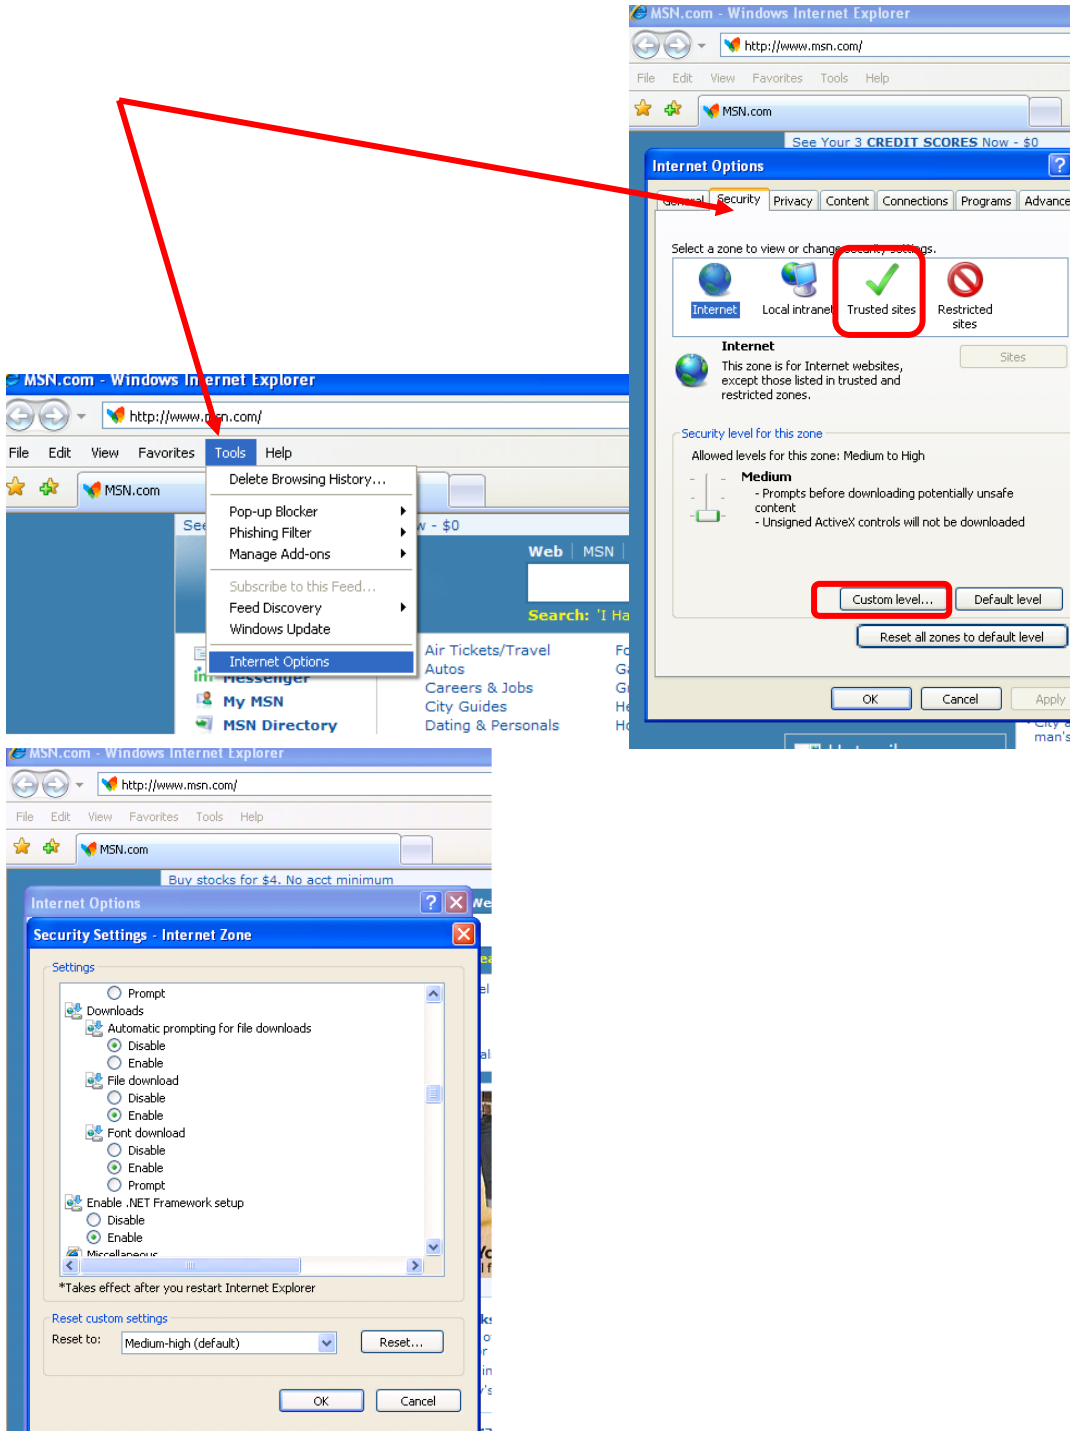 MSN.com - Windows Internet Explorer
http://www.msn.com/
File Edit View Favorites Tools Help
MSN.com
See Your 3 CREDIT SCORES Now - $0
Internet Options
General Security Privacy Content Connections Programs Advance
Select a zone to view or change security settings.
Internet Local intranet Trusted sites Restricted
sites
Internet
Sites
This zone is for Internet websites,
except those listed in trusted and
restricted zones.
Security level for this zone
Allowed levels for this zone: Medium to High
Medium
- Prompts before downloading potentially unsafe
content
- Unsigned ActiveX controls will not be downloaded
Custom level... Default level
Reset all zones to default level
OK Cancel Apply
man's
MSN.com - Windows Internet Explorer
http://www.msn.com/
File Edit View Favorites Tools Help
MSN.com
Delete Browsing History...
Pop-up Blocker
Phishing Filter
Manage Add-ons
Subscribe to this Feed...
Feed Discovery
Windows Update
Internet Options
See w - $0
Web MSN
Search: 'I Ha
Air Tickets/Travel
Autos
Messenger Careers & Jobs
My MSN City Guides
MSN Directory Dating & Personals
MSN.com - Windows Internet Explorer
http://www.msn.com/
File Edit View Favorites Tools Help
MSN.com
Buy stocks for $4. No acct minimum
Internet Options
Security Settings - Internet Zone
Settings
Prompt
Downloads
Automatic prompting for file downloads
Disable
Enable
File download
Disable
Enable
Font download
Disable
Enable
Prompt
Enable .NET Framework setup
Disable
Enable
Miscellaneous
*Takes effect after you restart Internet Explorer
Reset custom settings
Reset to: Medium-high (default) Reset...
OK Cancel